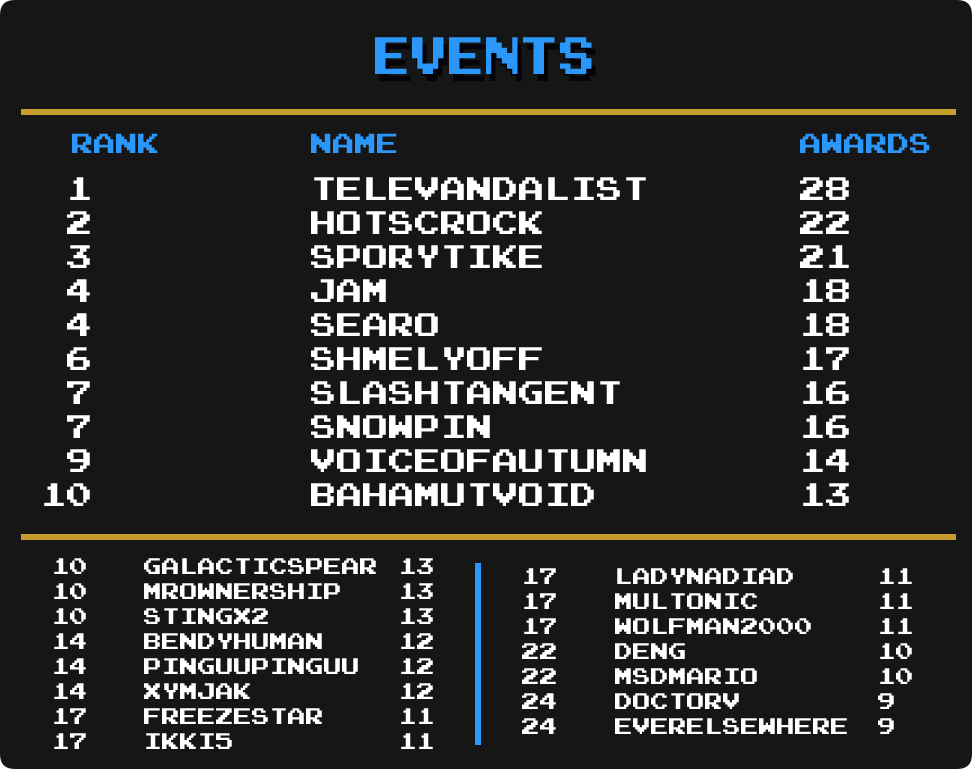 EVENTS
RANK NAME AWARDS
1 TELEVANDALIST 28
2 HOTSCROCK 22
3 SPORYTIKE 21
4 JAM 18
4 SEARO 18
6 SHMELYOFF 17
7 SLASHTANGENT 16
7 SNOWPIN 16
9 VOICEOFAUTUMN 14
10 BAHAMUTVOID 13
10 GALACTICSPEAR 13
10 MROWNERSHIP 13
10 STINGX2 13
14 BENDYHUMAN 12
14 PINGUUPINGUU 12
14 XYMJAK 12
17 FREEZESTAR 11
17 IKKI5 11
17 LADYNADIAD 11
17 MULTONIC 11
17 WOLFMAN2000 11
22 DENG 10
22 MSDMARIO 10
24 DOCTORV 9
24 EVERELSEWHERE 9